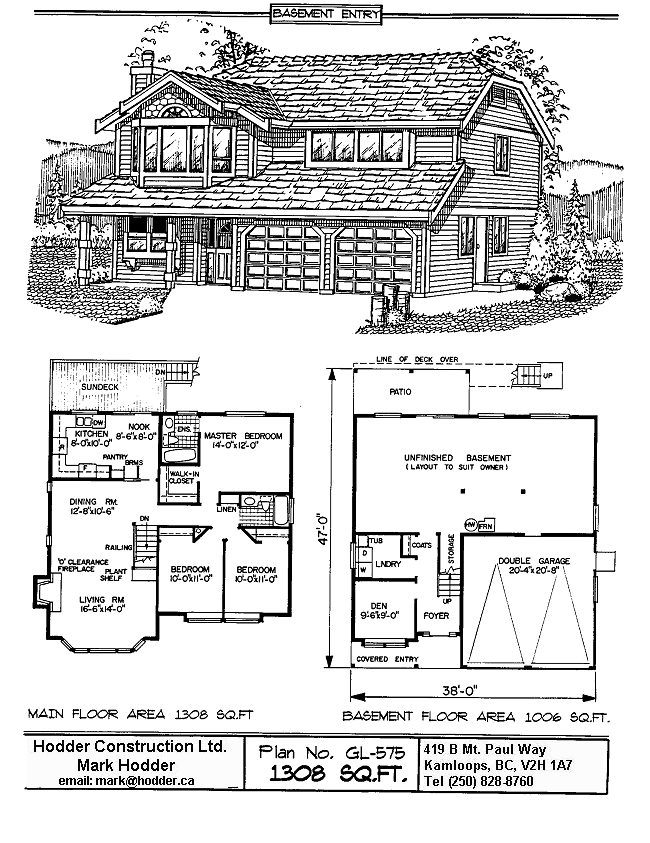 BASEMENT ENTRY
DN
SUNDECK
LINE OF DECK OVER
UP
PATIO
KITCHEN
8'-0"x10'-0"
DW
NOOK
8'-6"x8'-0"
ENS.
MASTER BEDROOM
14'-0"x12'-0"
PANTRY
BRMS
R
F
WALK-IN
CLOSET
LINEN
DINING RM.
12'-8"x10'-6"
DN
RAILING
'O' CLEARANCE
FIREPLACE
PLANT
SHELF
BEDROOM
10'-0"x11'-0"
BEDROOM
10'-0"x11'-0"
LIVING RM
16'-6"x14'-0"
UNFINISHED BASEMENT
( LAYOUT TO SUIT OWNER )
HW
FRN
47'-0"
TUB
D
W
LNDRY
COATS
STORAGE
UP
DOUBLE GARAGE
20'-4"x20'-8"
DEN
9'-6"x9'-0"
FOYER
COVERED ENTRY
38'-0"
MAIN FLOOR AREA 1308 SQ.FT
BASEMENT FLOOR AREA 1006 SQ.FT.
Hodder Construction Ltd.
Mark Hodder
email: mark@hodder.ca
Plan No. GL-575
1308 SQ.FT.
419 B Mt. Paul Way
Kamloops, BC, V2H 1A7
Tel (250) 828-8760